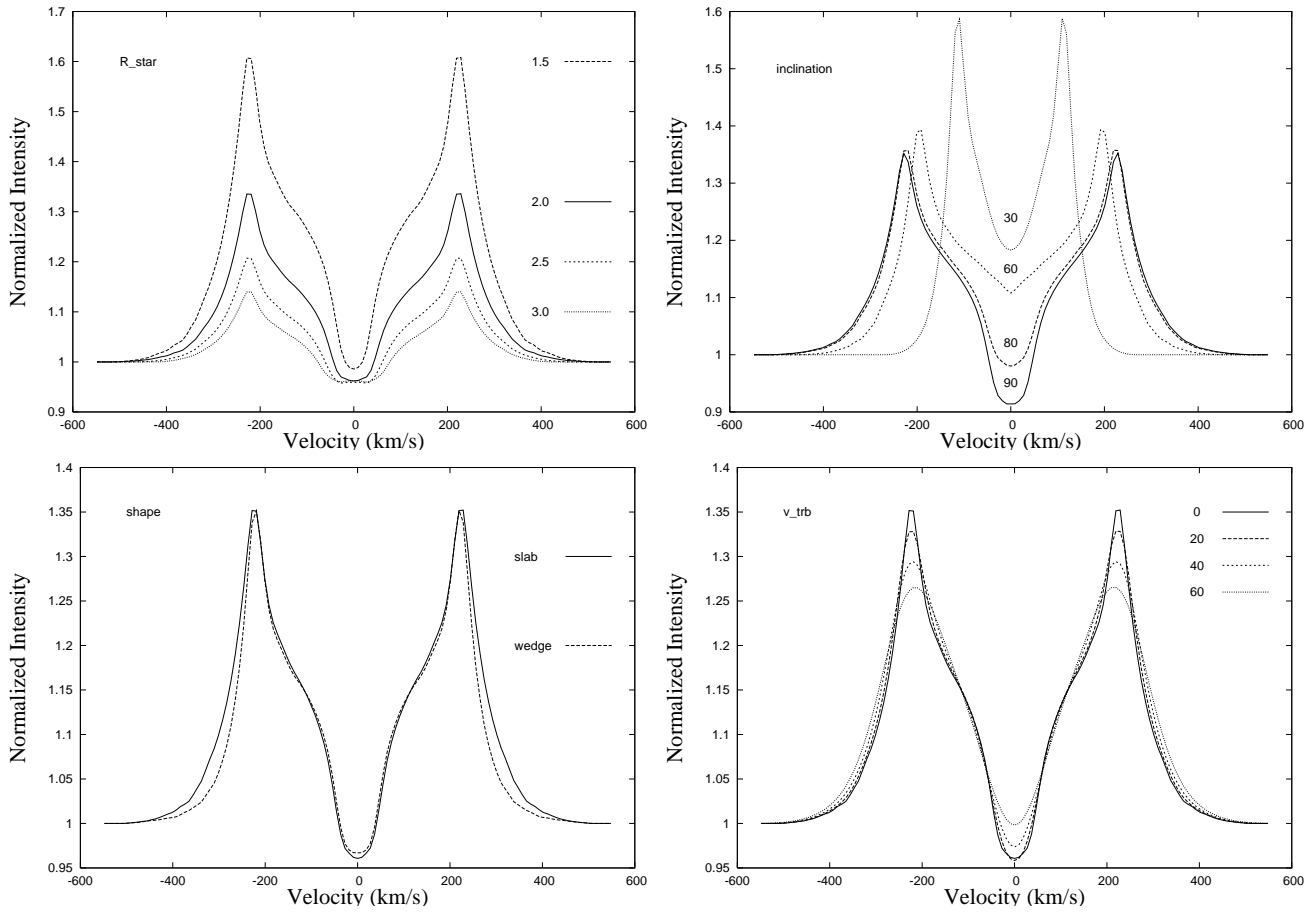 1.7
1.6
1.5
1.4
1.3
1.2
1.1
1
0.9
Normalized Intensity
R_star
1.5
2.0
2.5
3.0
-600 -400 -200 0 200 400 600
Velocity (km/s)
1.6
1.5
1.4
1.3
1.2
1.1
1
0.9
Normalized Intensity
inclination
30
60
80
90
-600 -400 -200 0 200 400 600
Velocity (km/s)
1.4
1.35
1.3
1.25
1.2
1.15
1.1
1.05
1
0.95
Normalized Intensity
shape
slab
wedge
-600 -400 -200 0 200 400 600
Velocity (km/s)
1.4
1.35
1.3
1.25
1.2
1.15
1.1
1.05
1
0.95
Normalized Intensity
v_trb
0
20
40
60
-600 -400 -200 0 200 400 600
Velocity (km/s)